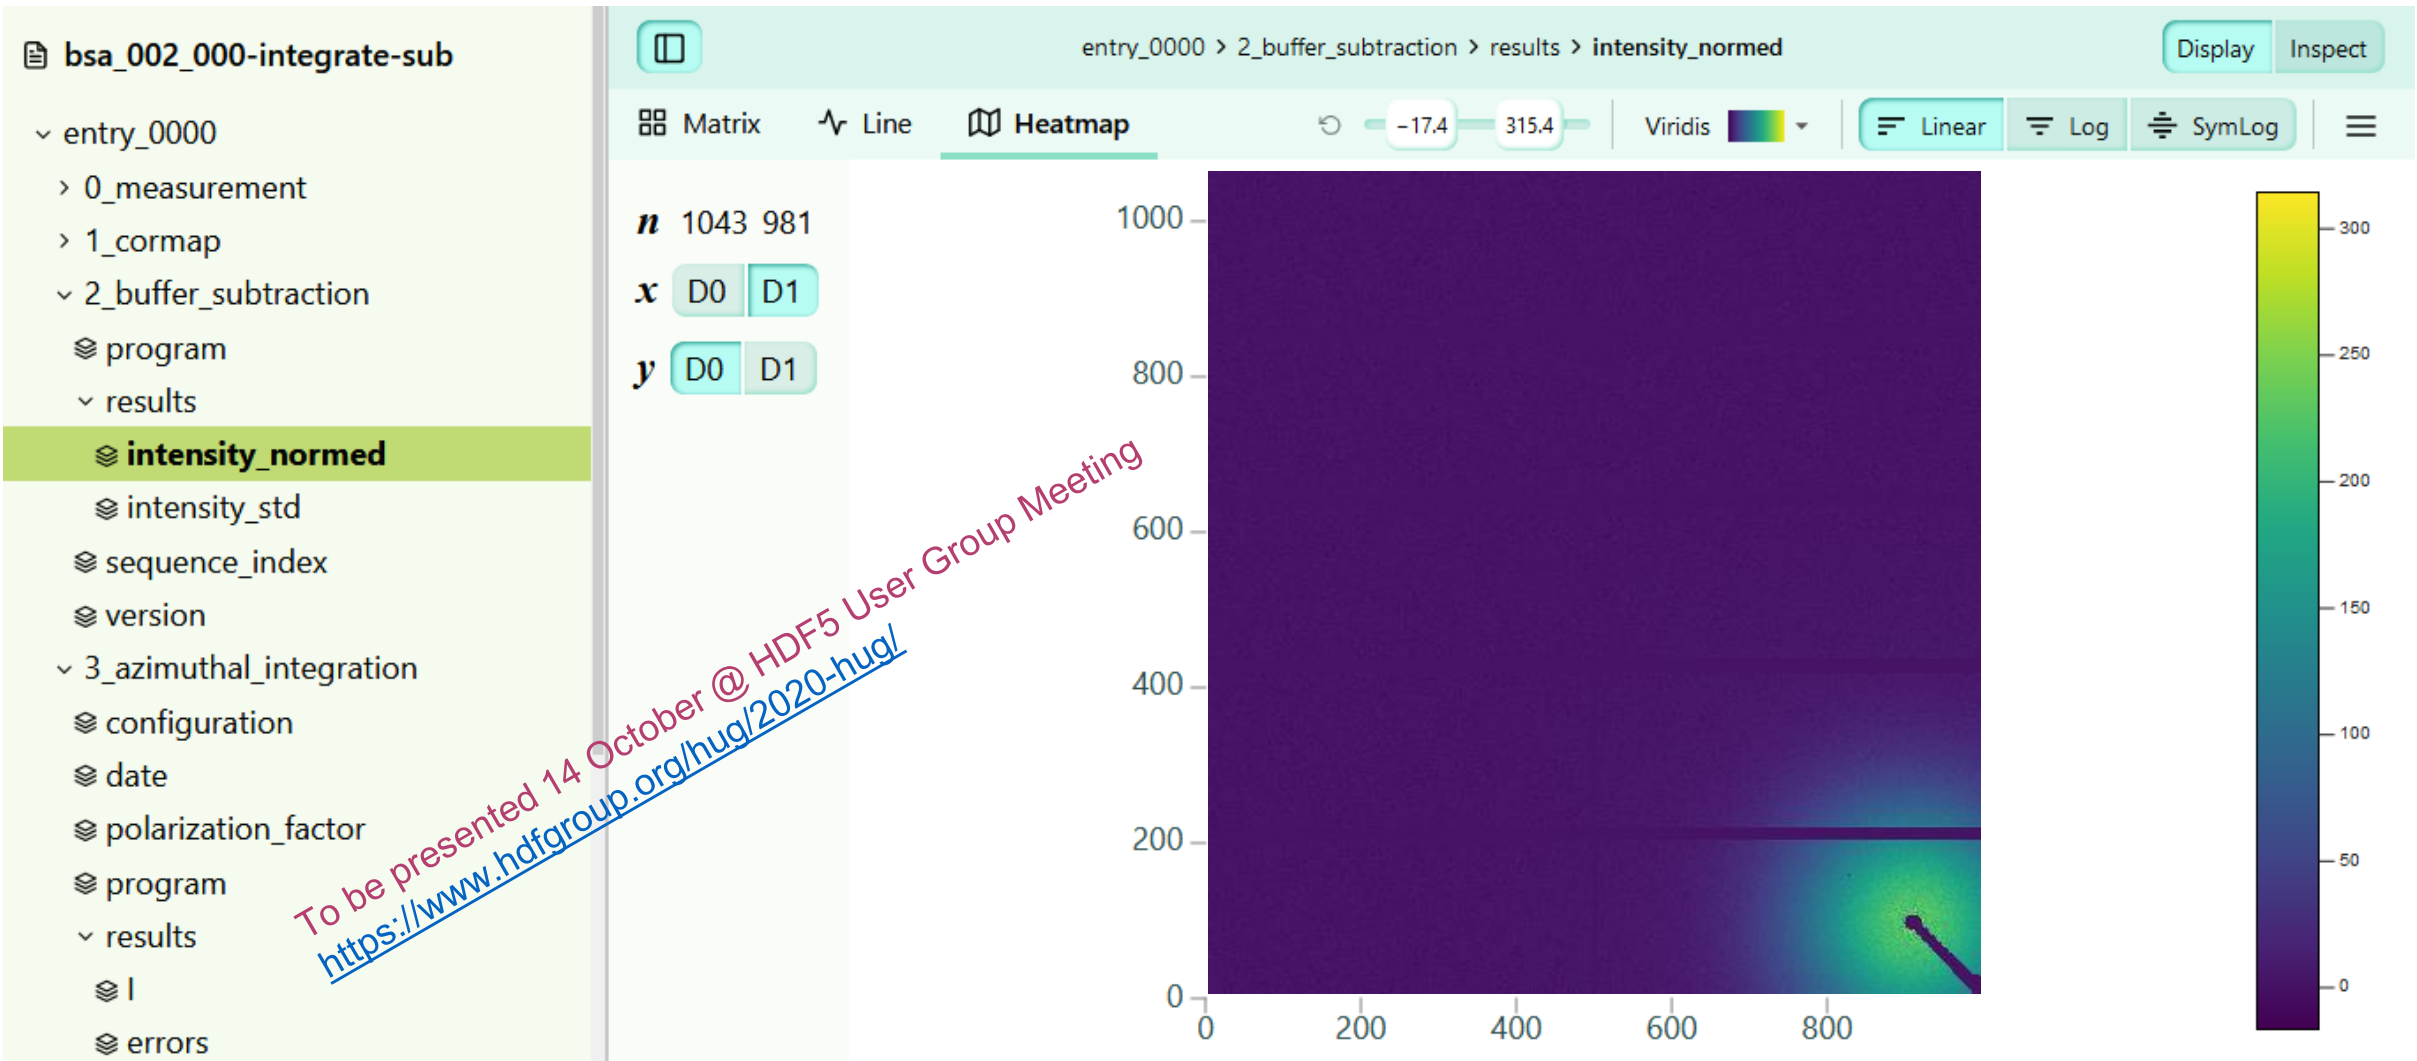 bsa_002_000-integrate-sub
entry_0000
0_measurement
1_cormap
2_buffer_subtraction
program
results
intensity_normed
intensity_std
sequence_index
version
3_azimuthal_integration
configuration
date
polarization_factor
program
results
I
errors
entry_0000 > 2_buffer_subtraction > results > intensity_normed
Display Inspect
Matrix Line Heatmap −17.4 315.4 Viridis Linear Log SymLog
n 1043 981
x D0 D1
y D0 D1
To be presented 14 October @ HDF5 User Group Meeting
https://www.hdfgroup.org/hug/2020-hug/
1000
800
600
400
200
0
0 200 400 600 800
300
250
200
150
100
50
0